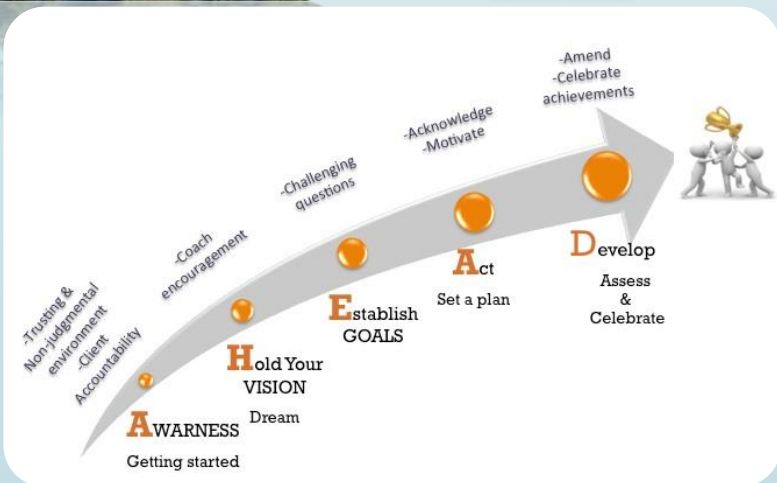 -Trusting &
Non-judgmental
environment
-Client
Accountability
-Coach
encouragement
-Challenging
questions
-Acknowledge
-Motivate
-Amend
-Celebrate
achievements
AWARNESS
Getting started
Hold Your
VISION
Dream
Establish
GOALS
Act
Set a plan
Develop
Assess
&
Celebrate